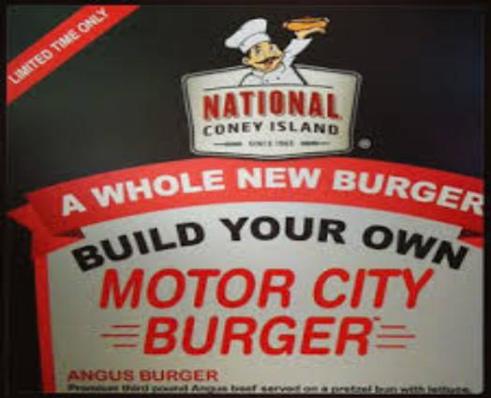 LIMITED TIME ONLY
NATIONAL
CONEY ISLAND
SINCE 1965
A WHOLE NEW BURGER
BUILD YOUR OWN
MOTOR CITY
BURGER
ANGUS BURGER
Premium third pound Angus beef served on a pretzel bun with lettuce,